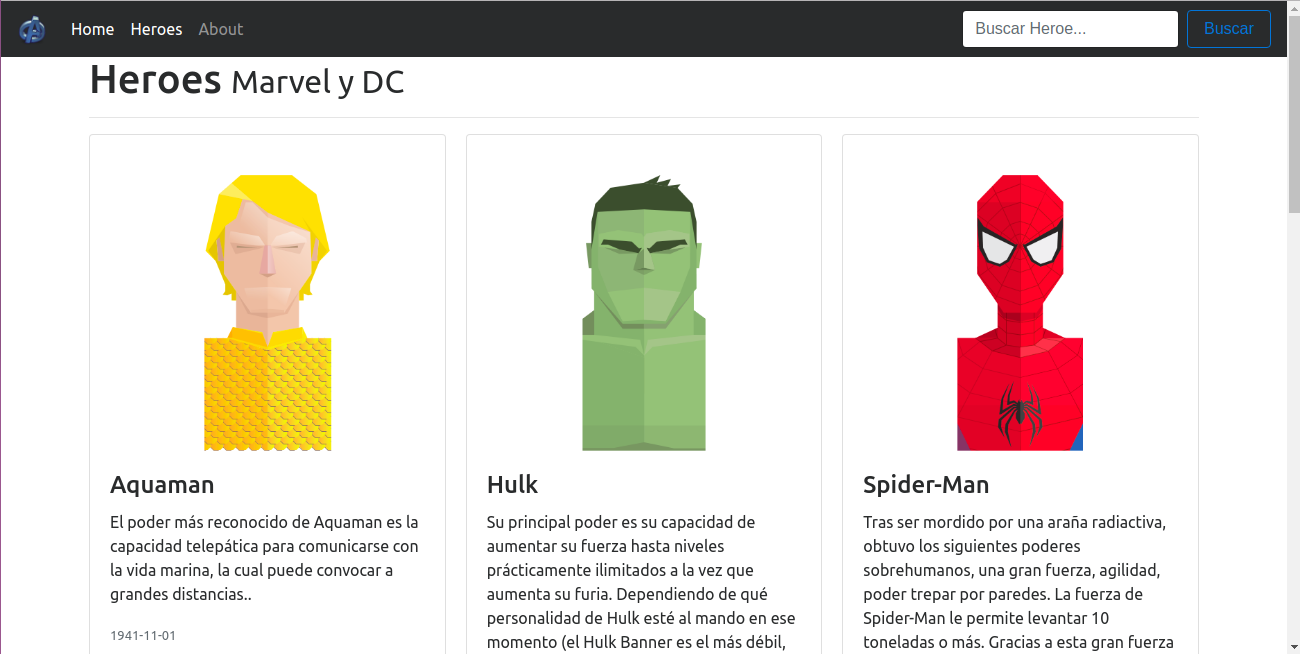 Home Heroes About Buscar Heroe... Buscar
Heroes Marvel y DC
Aquaman
El poder más reconocido de Aquaman es la
capacidad telepática para comunicarse con
la vida marina, la cual puede convocar a
grandes distancias..
1941-11-01
Hulk
Su principal poder es su capacidad de
aumentar su fuerza hasta niveles
prácticamente ilimitados a la vez que
aumenta su furia. Dependiendo de qué
personalidad de Hulk esté al mando en ese
momento (el Hulk Banner es el más débil,
Spider-Man
Tras ser mordido por una araña radiactiva,
obtuvo los siguientes poderes
sobrehumanos, una gran fuerza, agilidad,
poder trepar por paredes. La fuerza de
Spider-Man le permite levantar 10
toneladas o más. Gracias a esta gran fuerza